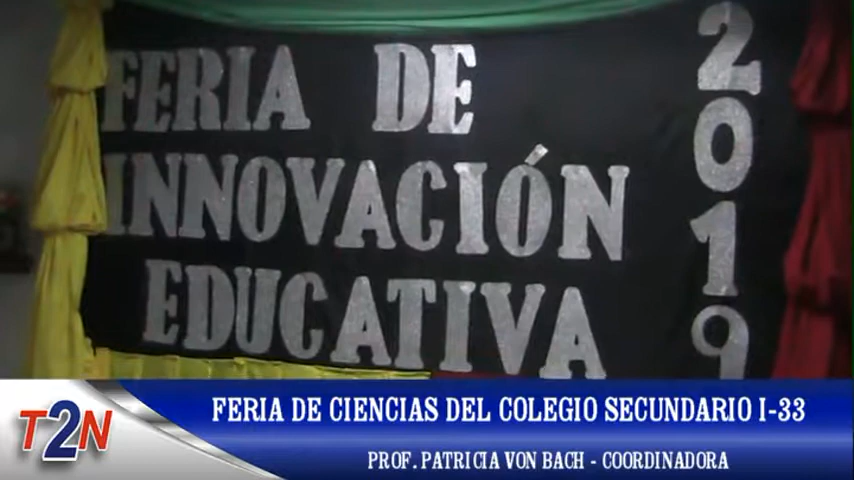 FERIA DE
INNOVACIÓN
EDUCATIVA
2019
T2N
FERIA DE CIENCIAS DEL COLEGIO SECUNDARIO I-33
PROF. PATRICIA VON BACH - COORDINADORA